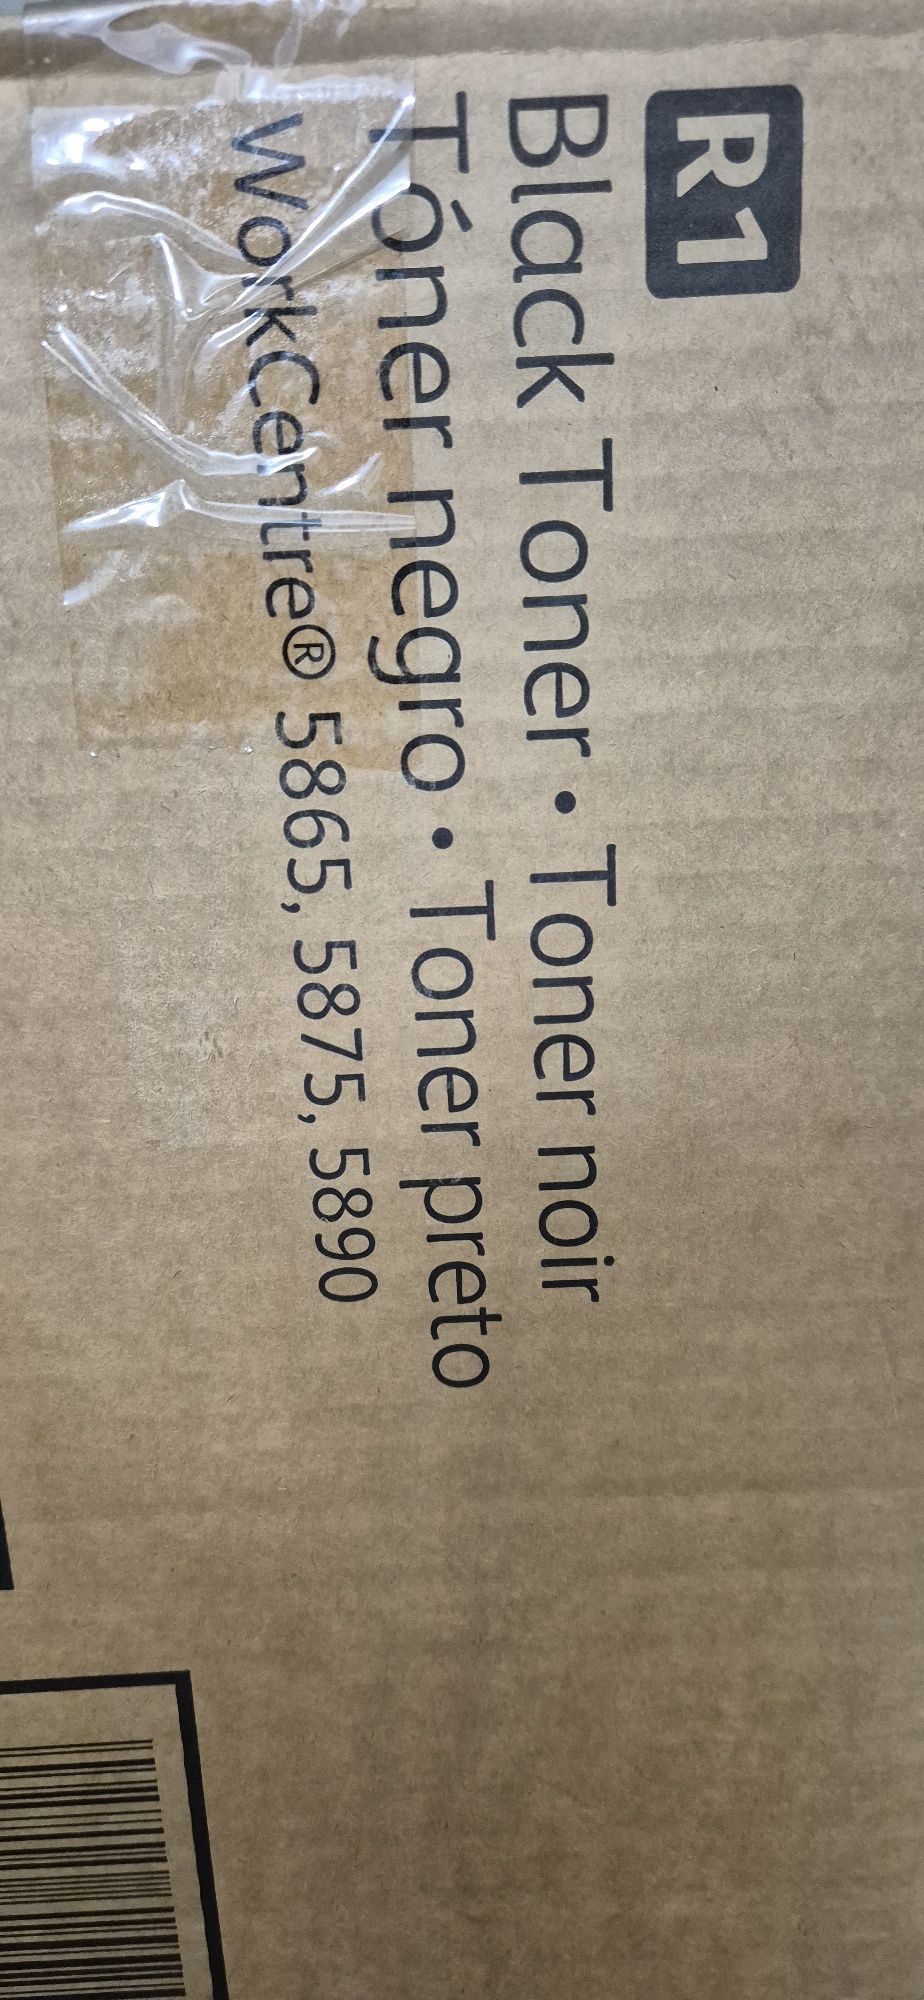 R1
Black Toner • Toner noir
Tóner negro • Toner preto
WorkCentre® 5865, 5875, 5890